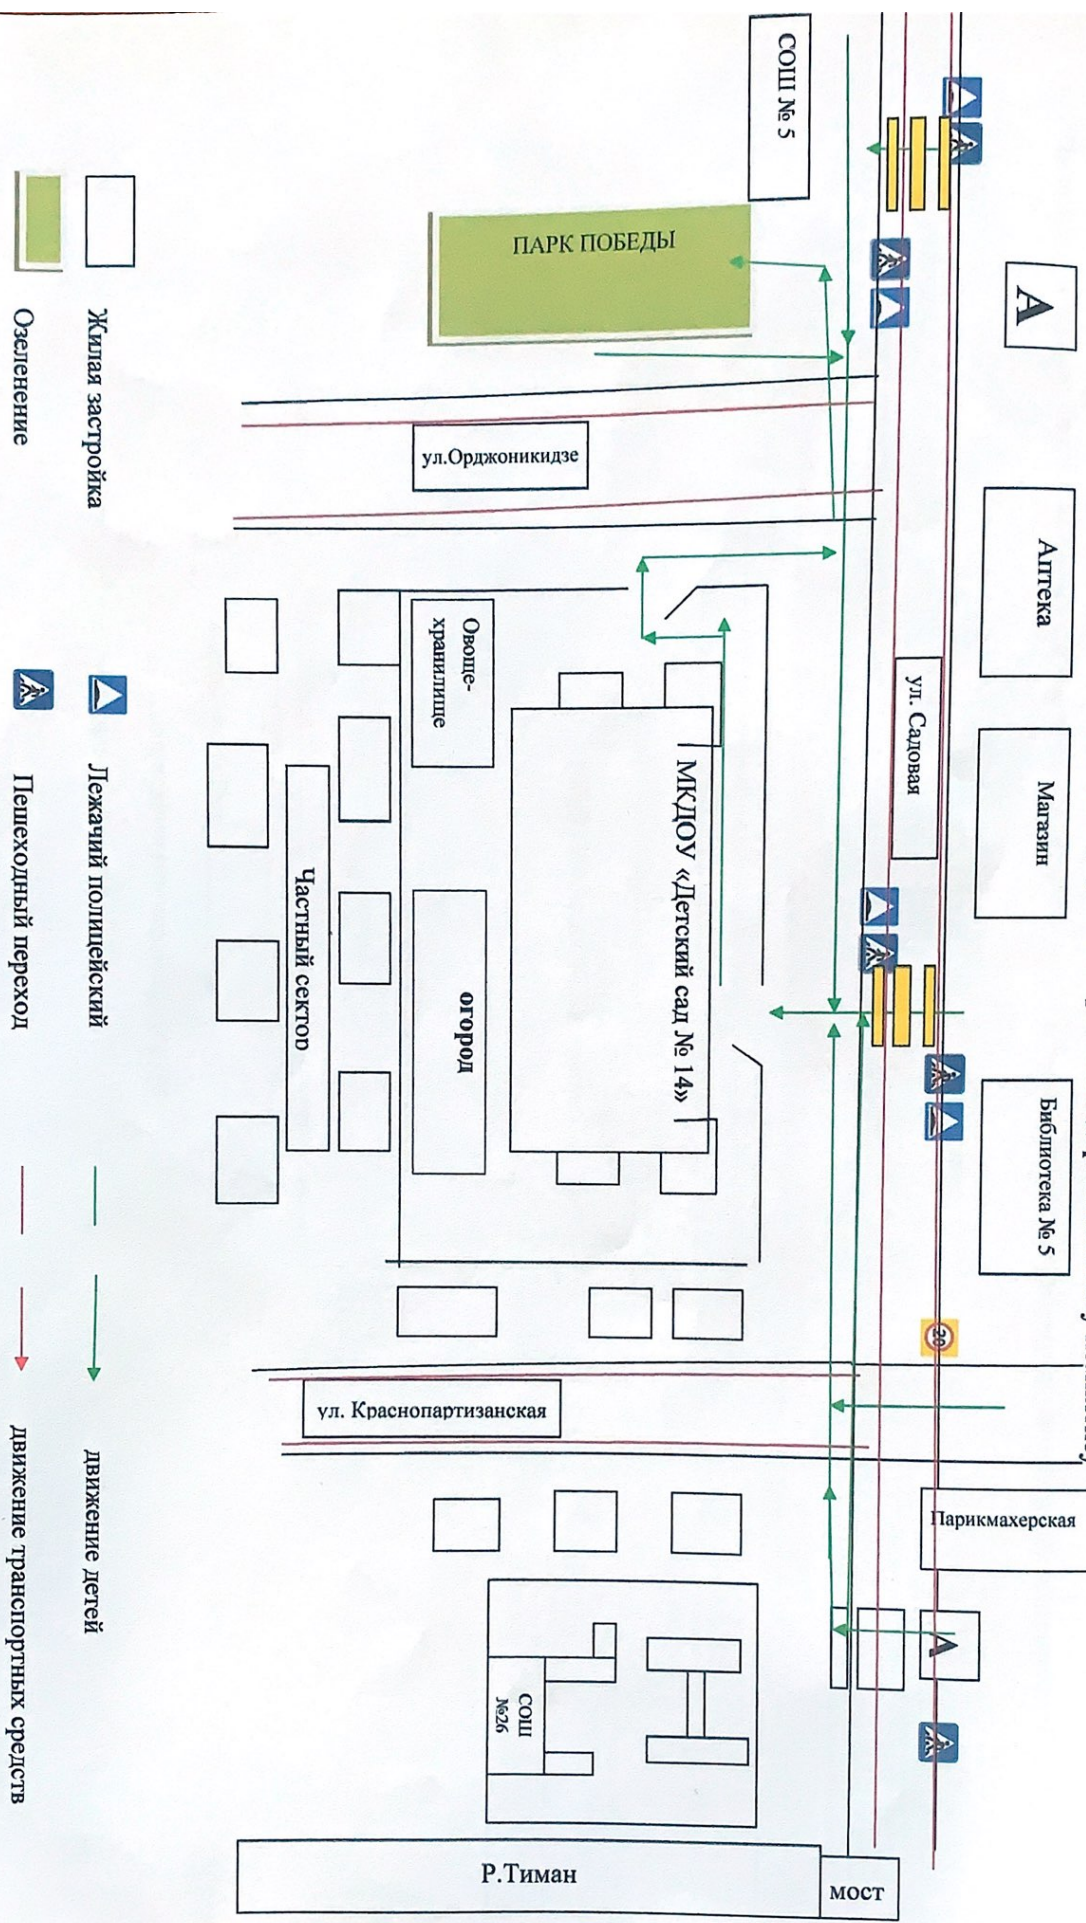 А
Аптека
Магазин
Библиотека № 5
Парикмахерская
А
20
ул. Садовая
СОШ № 5
ПАРК ПОБЕДЫ
ул.Орджоникидзе
МКДОУ «Детский сад № 14»
Овоще-
хранилище
огород
Частный сектор
ул. Краснопартизанская
СОШ
№26
Р.Тиман
мост
Жилая застройка
Лежачий полицейский
движение детей
Озеленение
Пешеходный переход
движение транспортных средств